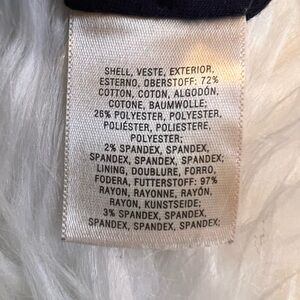 SHELL, VESTE, EXTERIOR,
ESTERNO, OBERSTOFF: 72%
COTTON, COTON, ALGODÓN,
COTONE, BAUMWOLLE;
26% POLYESTER, POLYESTER,
POLIÉSTER, POLIESTERE,
POLYESTER;
2% SPANDEX, SPANDEX,
SPANDEX, SPANDEX, SPANDEX;
LINING, DOUBLURE, FORRO,
FODERA, FUTTERSTOFF: 97%
RAYON, RAYONNE, RAYÓN,
RAYON, KUNSTSEIDE;
3% SPANDEX, SPANDEX,
SPANDEX, SPANDEX, SPANDEX;